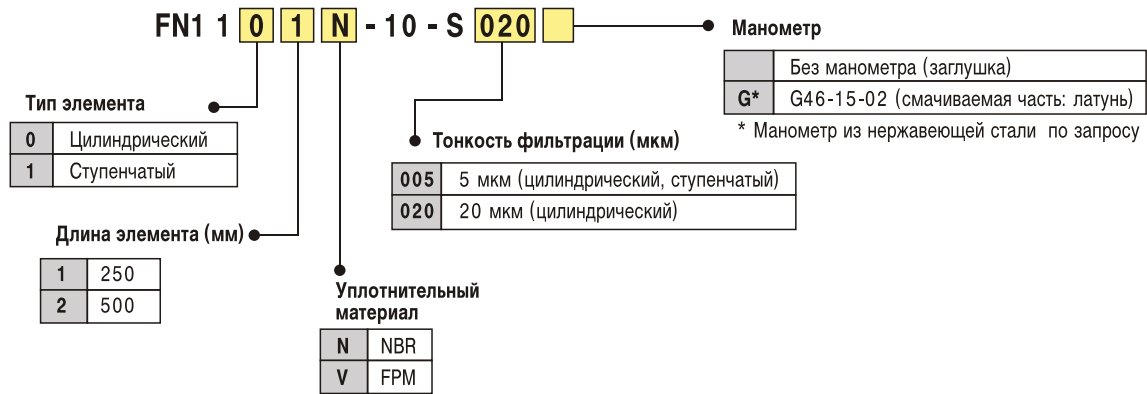 FN1 1 0 1 N - 10 - S 020
Манометр
Без манометра (заглушка)
G* G46-15-02 (смачиваемая часть: латунь)
* Манометр из нержавеющей стали по запросу
Тип элемента
0 Цилиндрический
1 Ступенчатый
Тонкость фильтрации (мкм)
005 5 мкм (цилиндрический, ступенчатый)
020 20 мкм (цилиндрический)
Длина элемента (мм)
1 250
2 500
Уплотнительный
материал
N NBR
V FPM